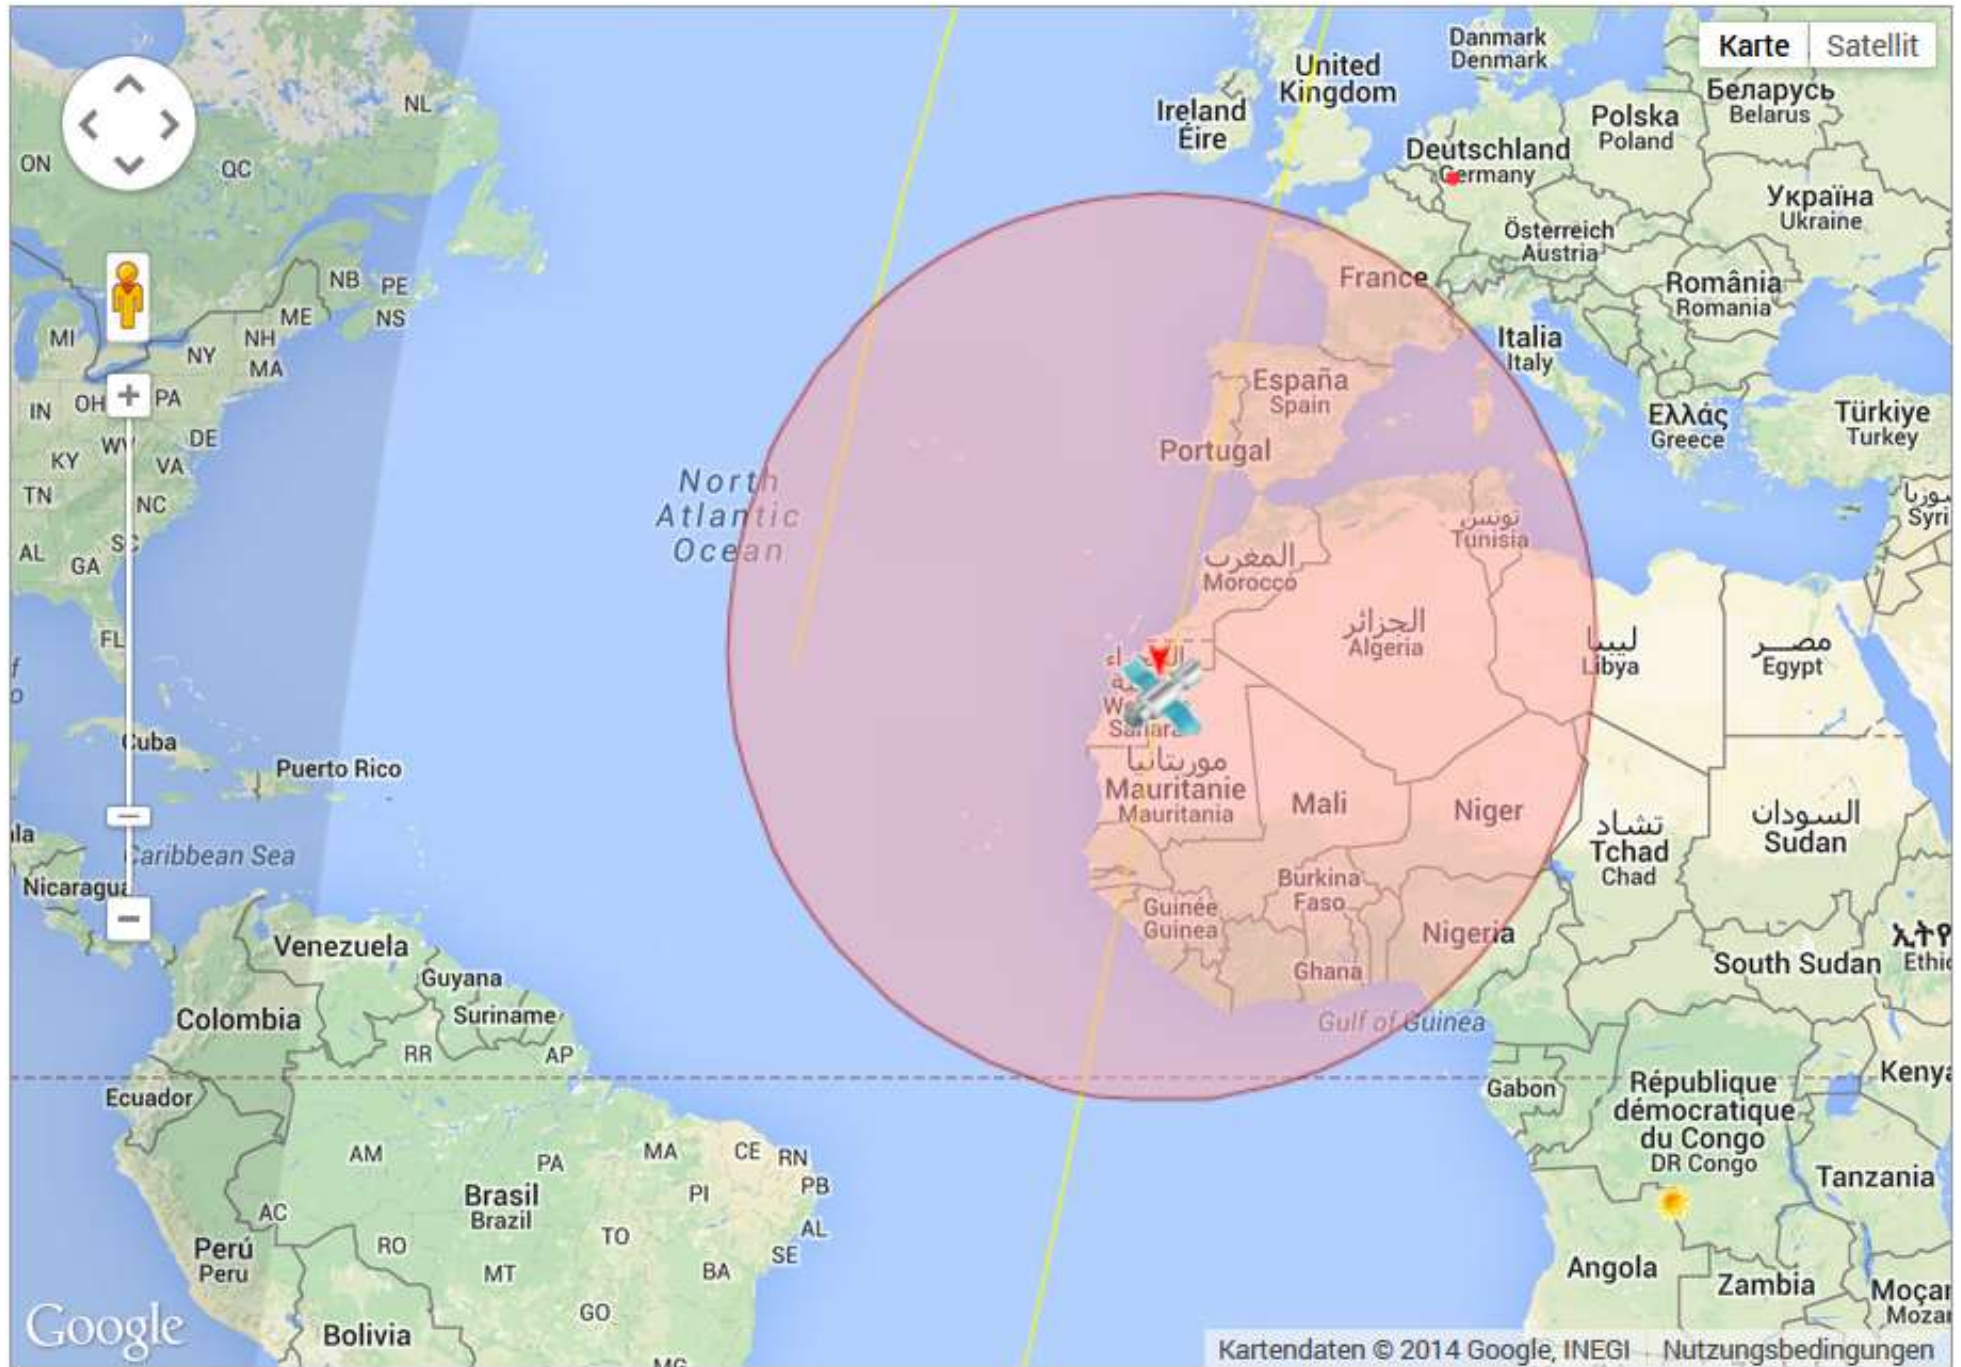 Karte
Satellit
Danmark
Denmark
United
Kingdom
Ireland
Éire
Беларусь
Belarus
Polska
Poland
Deutschland
Germany
Україна
Ukraine
Österreich
Austria
France
România
Romania
Italia
Italy
España
Spain
Portugal
Ελλάς
Greece
Türkiye
Turkey
NL
ON
QC
NB
PE
NS
ME
MI
NH
NY
MA
IN
OH
PA
WV
DE
KY
VA
TN
NC
SC
AL
GA
FL
North
Atlantic
Ocean
تونس
Tunisia
المغرب
Morocco
الجزائر
Algeria
ليبيا
Libya
مصر
Egypt
Sahara
موريتانيا
Mauritanie
Mauritania
Mali
Niger
تشاد
Tchad
Chad
السودان
Sudan
Cuba
Puerto Rico
Caribbean Sea
Nicaragua
Burkina
Faso
Guinée
Guinea
Nigeria
Ghana
South Sudan
Gulf of Guinea
Venezuela
Guyana
Suriname
Colombia
RR
AP
Ecuador
Gabon
République
démocratique
du Congo
DR Congo
Kenya
Tanzania
AM
PA
MA
CE
RN
PB
PI
AL
SE
Brasil
Brazil
AC
TO
RO
MT
BA
GO
Perú
Peru
Bolivia
Angola
Zambia
Google
Kartendaten © 2014 Google, INEGI
Nutzungsbedingungen